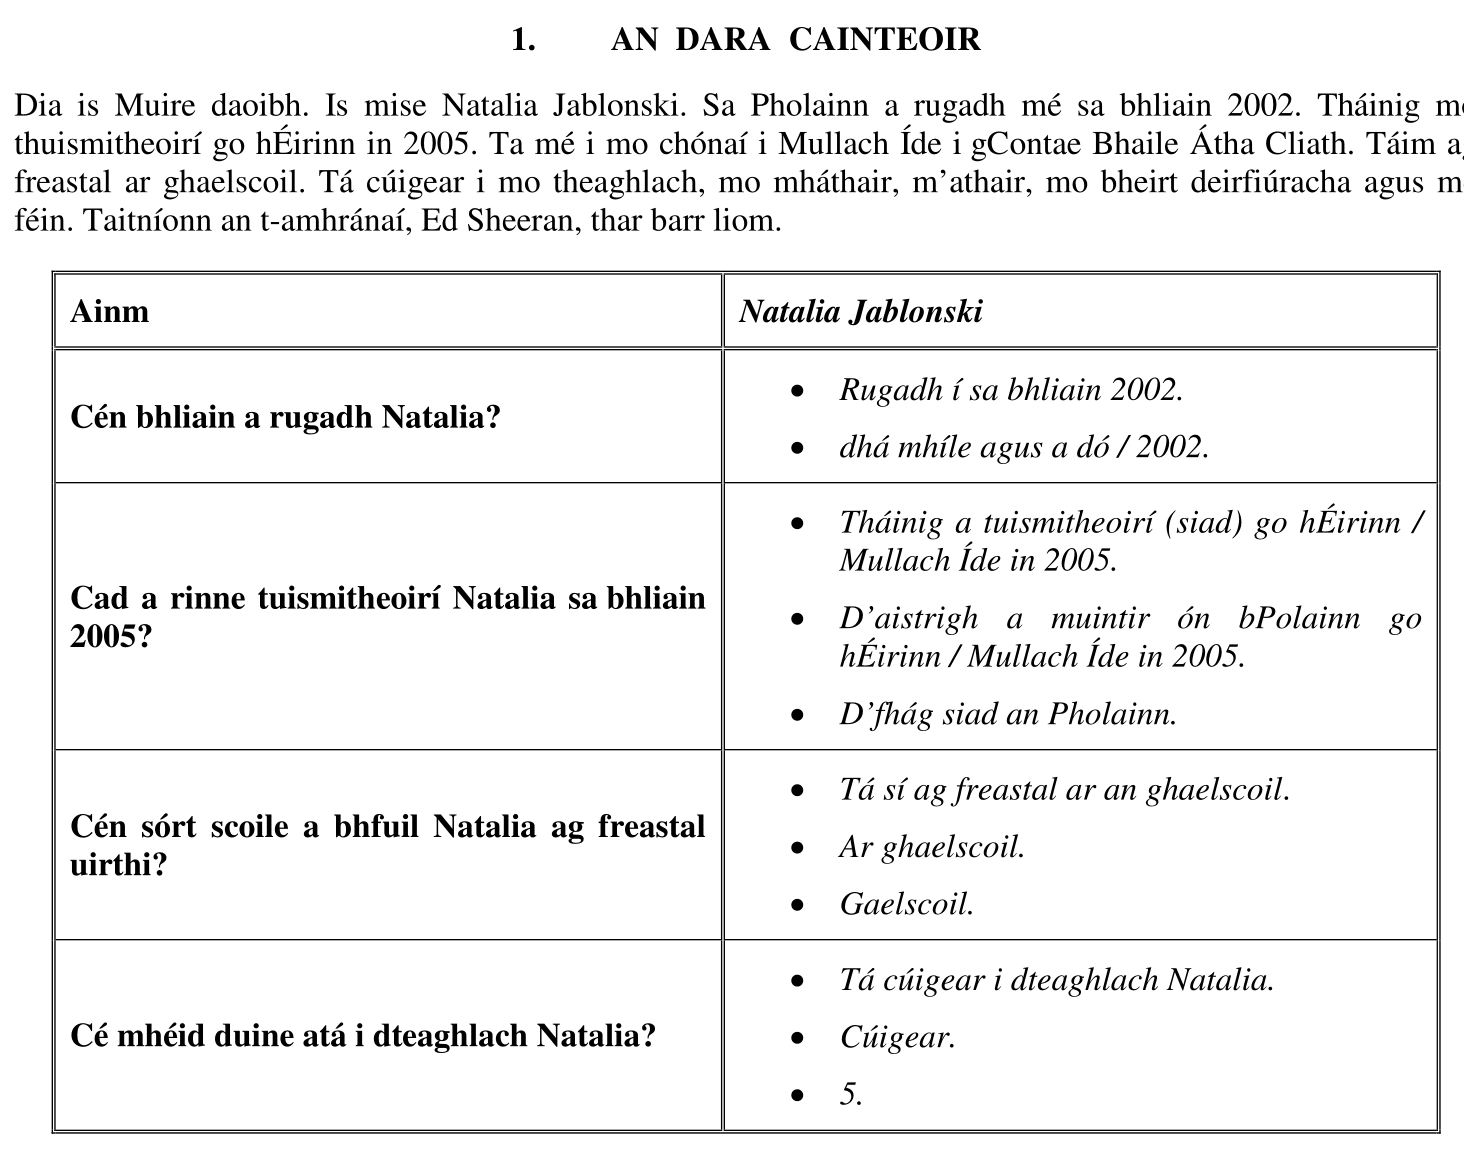 1. AN DARA CAINTEOIR
Dia is Muire daoibh. Is mise Natalia Jablonski. Sa Pholainn a rugadh mé sa bhliain 2002. Tháinig
thuismitheoirí go hÉirinn in 2005. Ta mé i mo chónaí i Mullach Íde i gContae Bhaile Átha Cliath. Táim
freastal ar ghaelscoil. Tá cúigear i mo theaghlach, mo mháthair, m’athair, mo bheirt deirfiúracha agus
féin. Taitníonn an t-amhránaí, Ed Sheeran, thar barr liom.
Ainm
Natalia Jablonski
Cén bhliain a rugadh Natalia?
• Rugadh í sa bhliain 2002.
• dhá mhíle agus a dó / 2002.
Cad a rinne tuismitheoirí Natalia sa bhliain
2005?
• Tháinig a tuismitheoirí (siad) go hÉirinn /
Mullach Íde in 2005.
• D’aistrigh a muintir ón bPolainn go
hÉirinn / Mullach Íde in 2005.
• D’fhág siad an Pholainn.
Cén sórt scoile a bhfuil Natalia ag freastal
uirthi?
• Tá sí ag freastal ar an ghaelscoil.
• Ar ghaelscoil.
• Gaelscoil.
Cé mhéid duine atá i dteaghlach Natalia?
• Tá cúigear i dteaghlach Natalia.
• Cúigear.
• 5.